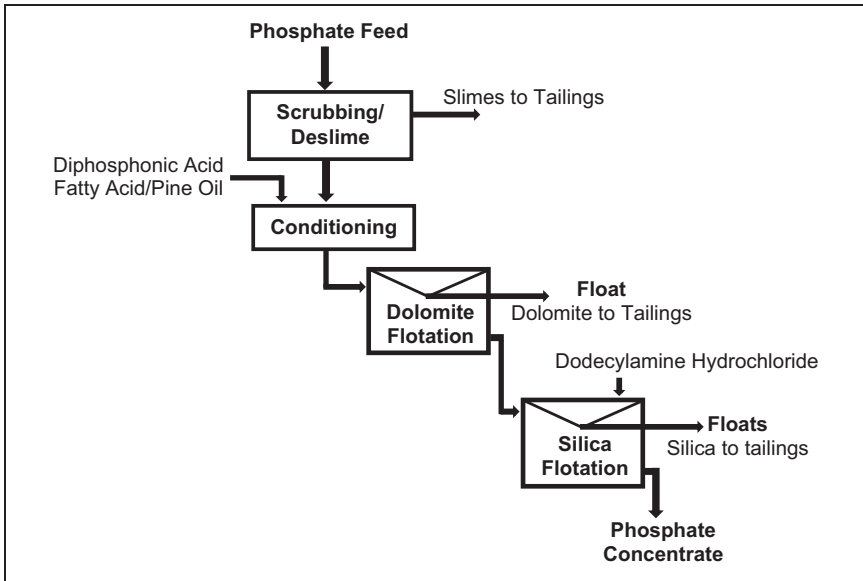 Phosphate Feed
Scrubbing/
Deslime
Slimes to Tailings
Diphosphonic Acid
Fatty Acid/Pine Oil
Conditioning
Dolomite
Flotation
Float
Dolomite to Tailings
Dodecylamine Hydrochloride
Silica
Flotation
Floats
Silica to tailings
Phosphate
Concentrate